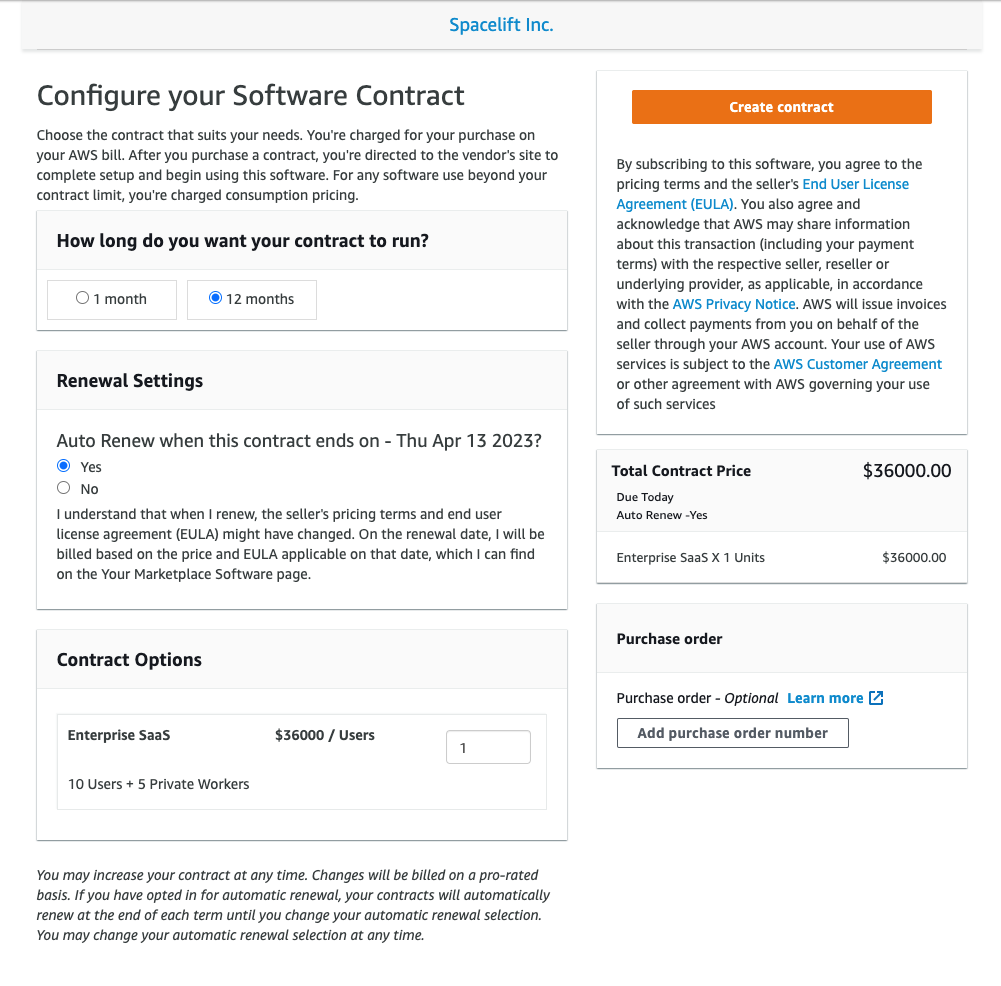 Spacelift Inc.
Configure your Software Contract
Choose the contract that suits your needs. You're charged for your purchase on
your AWS bill. After you purchase a contract, you're directed to the vendor's site to
complete setup and begin using this software. For any software use beyond your
contract limit, you're charged consumption pricing.
How long do you want your contract to run?
1 month
12 months
Renewal Settings
Auto Renew when this contract ends on - Thu Apr 13 2023?
Yes
No
I understand that when I renew, the seller's pricing terms and end user
license agreement (EULA) might have changed. On the renewal date, I will be
billed based on the price and EULA applicable on that date, which I can find
on the Your Marketplace Software page.
Contract Options
Enterprise SaaS $36000 / Users 1
10 Users + 5 Private Workers
You may increase your contract at any time. Changes will be billed on a pro-rated
basis. If you have opted in for automatic renewal, your contracts will automatically
renew at the end of each term until you change your automatic renewal selection.
You may change your automatic renewal selection at any time.
Create contract
By subscribing to this software, you agree to the
pricing terms and the seller's End User License
Agreement (EULA). You also agree and
acknowledge that AWS may share information
about this transaction (including your payment
terms) with the respective seller, reseller or
underlying provider, as applicable, in accordance
with the AWS Privacy Notice. AWS will issue invoices
and collect payments from you on behalf of the
seller through your AWS account. Your use of AWS
services is subject to the AWS Customer Agreement
or other agreement with AWS governing your use
of such services
Total Contract Price $36000.00
Due Today
Auto Renew -Yes
Enterprise SaaS X 1 Units $36000.00
Purchase order
Purchase order - Optional Learn more
Add purchase order number